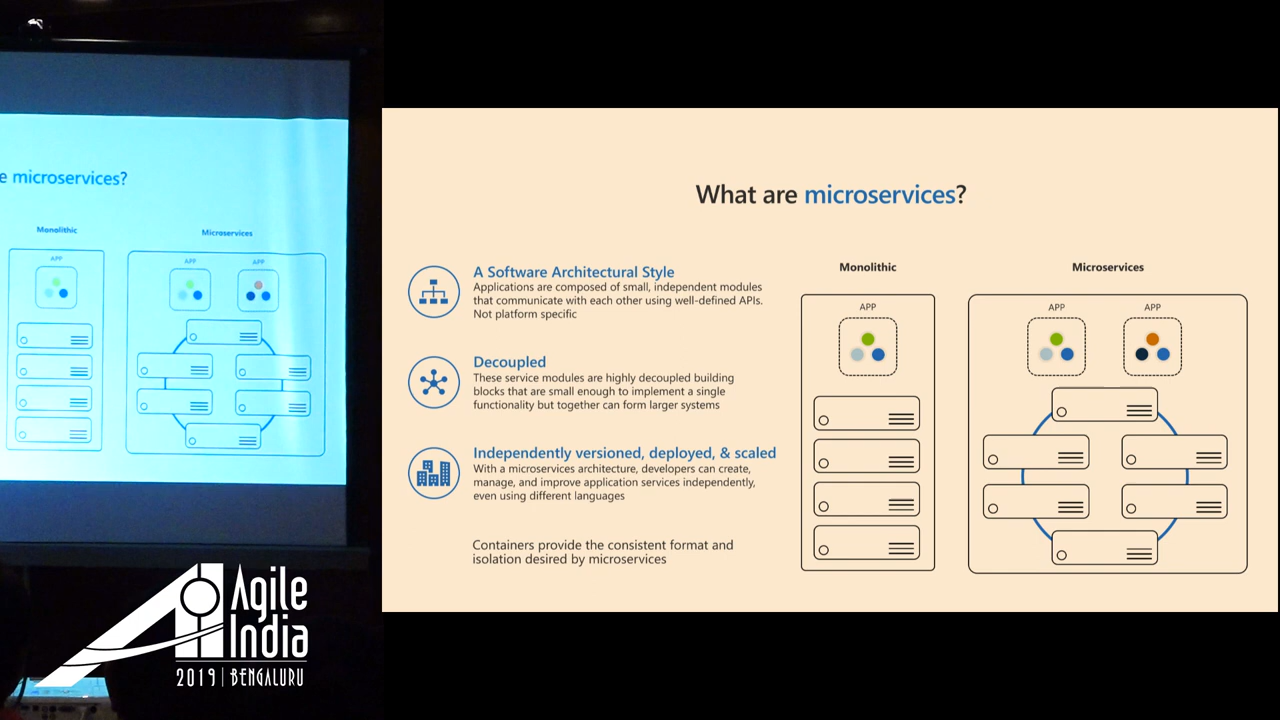 e microservices?
Monolithic
Microservices
APP
APP
APP
Agile
India
2019 | BENGALURU
What are microservices?
A Software Architectural Style
Applications are composed of small, independent modules
that communicate with each other using well-defined APIs.
Not platform specific
Decoupled
These service modules are highly decoupled building
blocks that are small enough to implement a single
functionality but together can form larger systems
Independently versioned, deployed, & scaled
With a microservices architecture, developers can create,
manage, and improve application services independently,
even using different languages
Containers provide the consistent format and
isolation desired by microservices
Monolithic
APP
Microservices
APP
APP